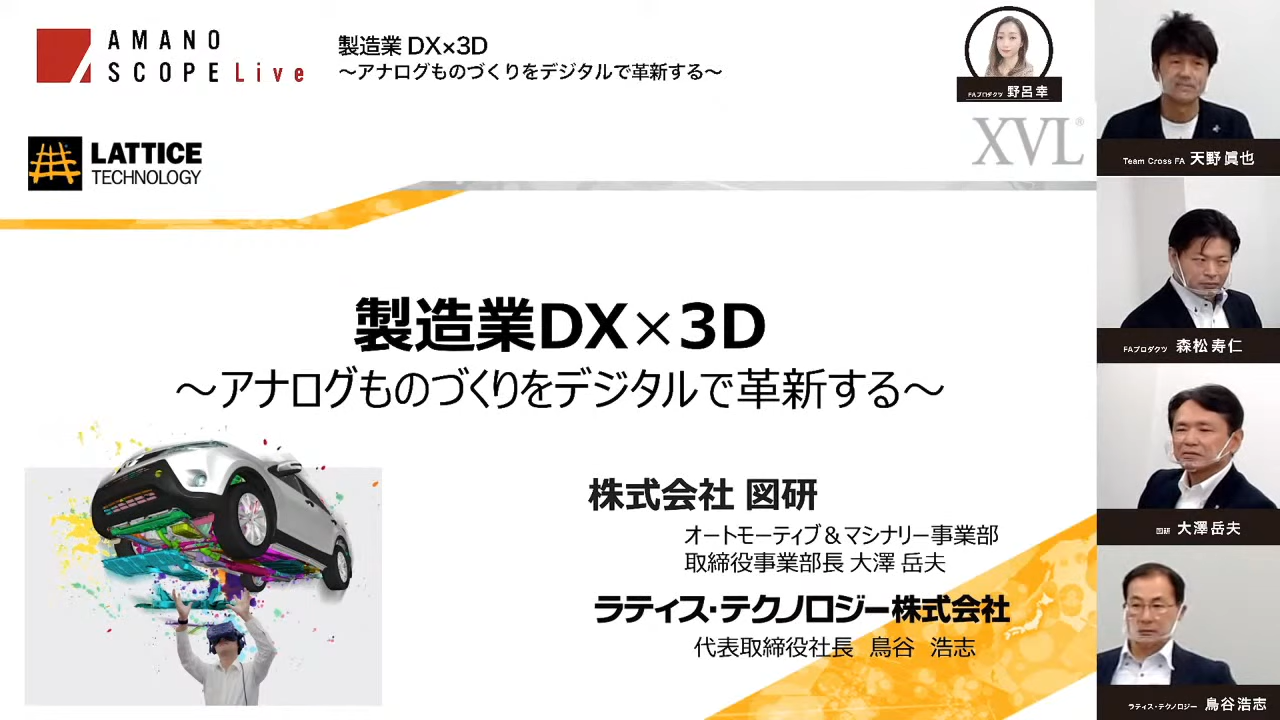 AMANO
SCOPE Live
製造業 DX×3D
～アナログものづくりをデジタルで革新する～
FAプロダクツ 野呂幸
XVL®
LATTICE
TECHNOLOGY
製造業DX×3D
～アナログものづくりをデジタルで革新する～
株式会社 図研
オートモーティブ＆マシナリー事業部
取締役事業部長 大澤 岳夫
ラティス・テクノロジー株式会社
代表取締役社長 鳥谷 浩志
Team Cross FA 天野眞也
FAプロダクツ 森松寿仁
図研 大澤岳夫
ラティス・テクノロジー 鳥谷浩志